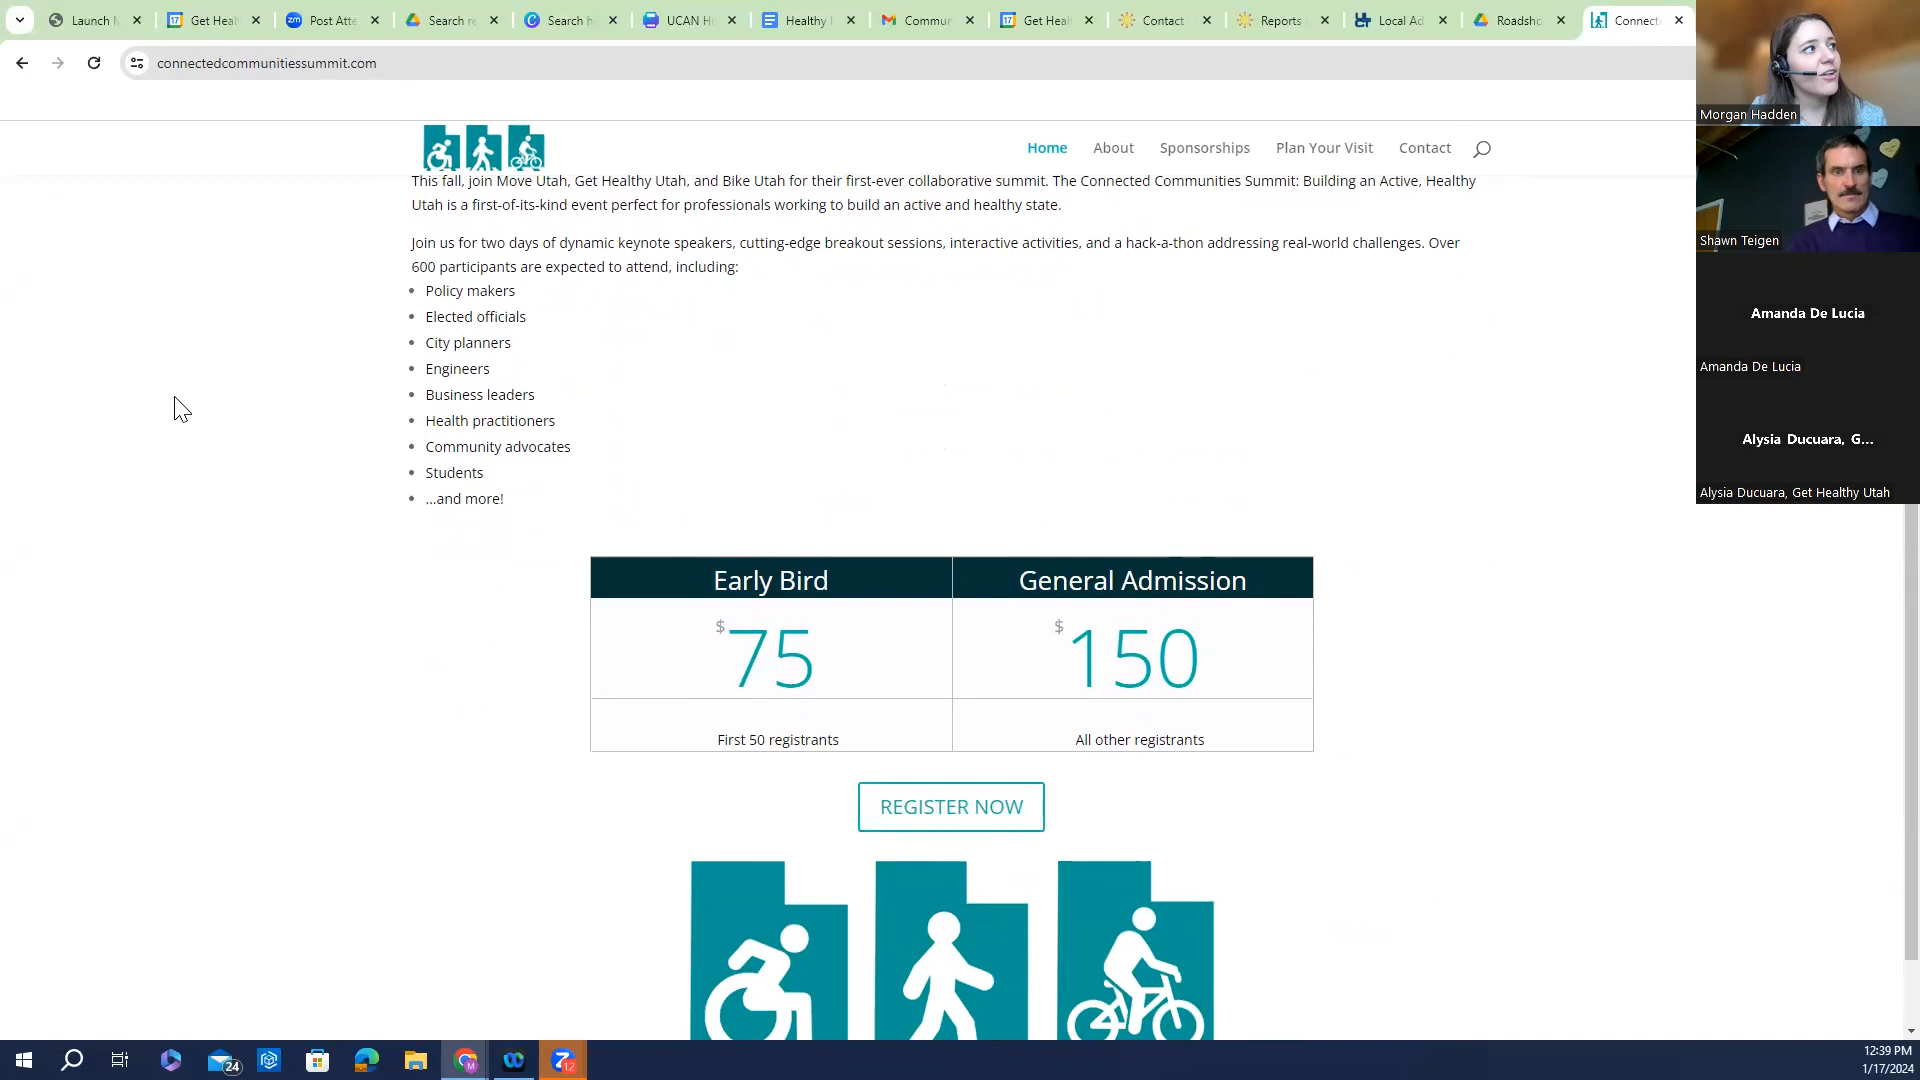 Launch M
17 Get Heal
zm Post Atte
Search re
Search h
UCAN He
Healthy
Commun
17 Get Heal
Contact
Reports
Local Ad
Roadsho
Connect
connectedcommunitiessummit.com
Home About Sponsorships Plan Your Visit Contact
This fall, join Move Utah, Get Healthy Utah, and Bike Utah for their first-ever collaborative summit. The Connected Communities Summit: Building an Active, Healthy
Utah is a first-of-its-kind event perfect for professionals working to build an active and healthy state.
Join us for two days of dynamic keynote speakers, cutting-edge breakout sessions, interactive activities, and a hack-a-thon addressing real-world challenges. Over
600 participants are expected to attend, including:
• Policy makers
• Elected officials
• City planners
• Engineers
• Business leaders
• Health practitioners
• Community advocates
• Students
• ...and more!
Early Bird
General Admission
$75
$150
First 50 registrants
All other registrants
REGISTER NOW
Morgan Hadden
Shawn Teigen
Amanda De Lucia
Amanda De Lucia
Alysia Ducuara, G...
Alysia Ducuara, Get Healthy Utah
24
M
12
12:39 PM
1/17/2024